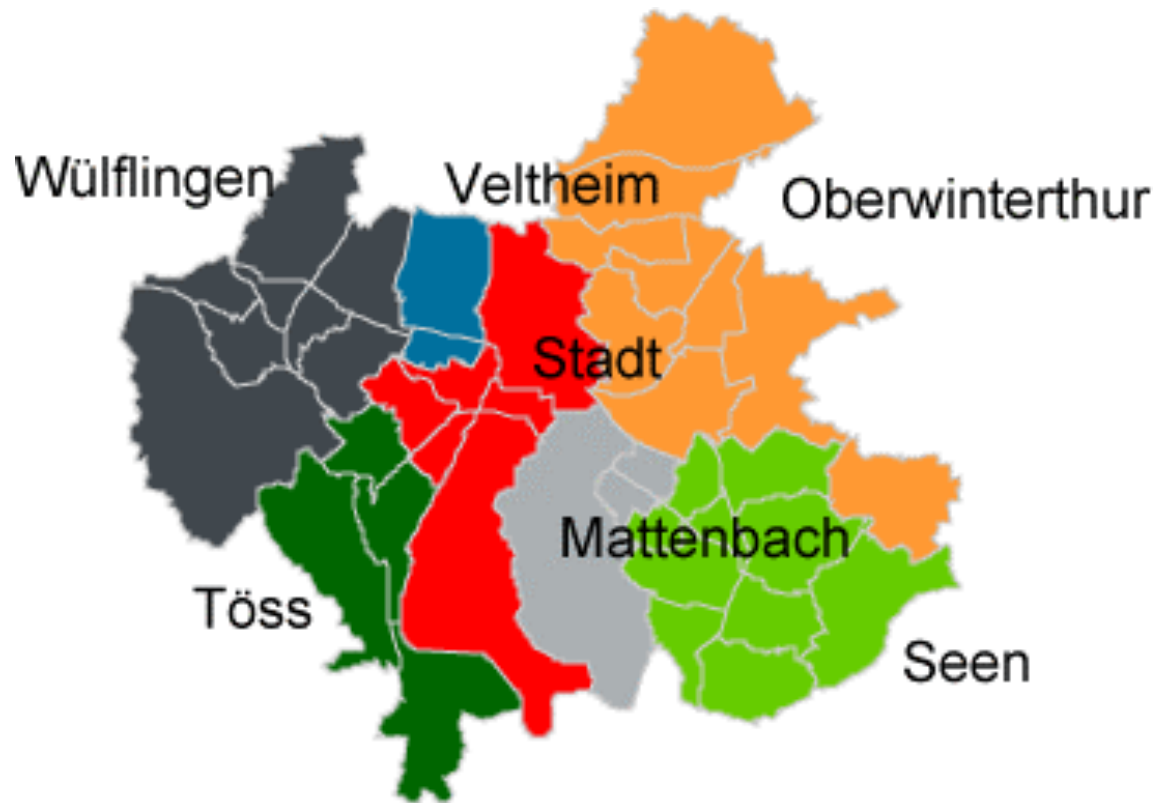 Wülflingen
Veltheim
Oberwinterthur
Stadt
Mattenbach
Töss
Seen